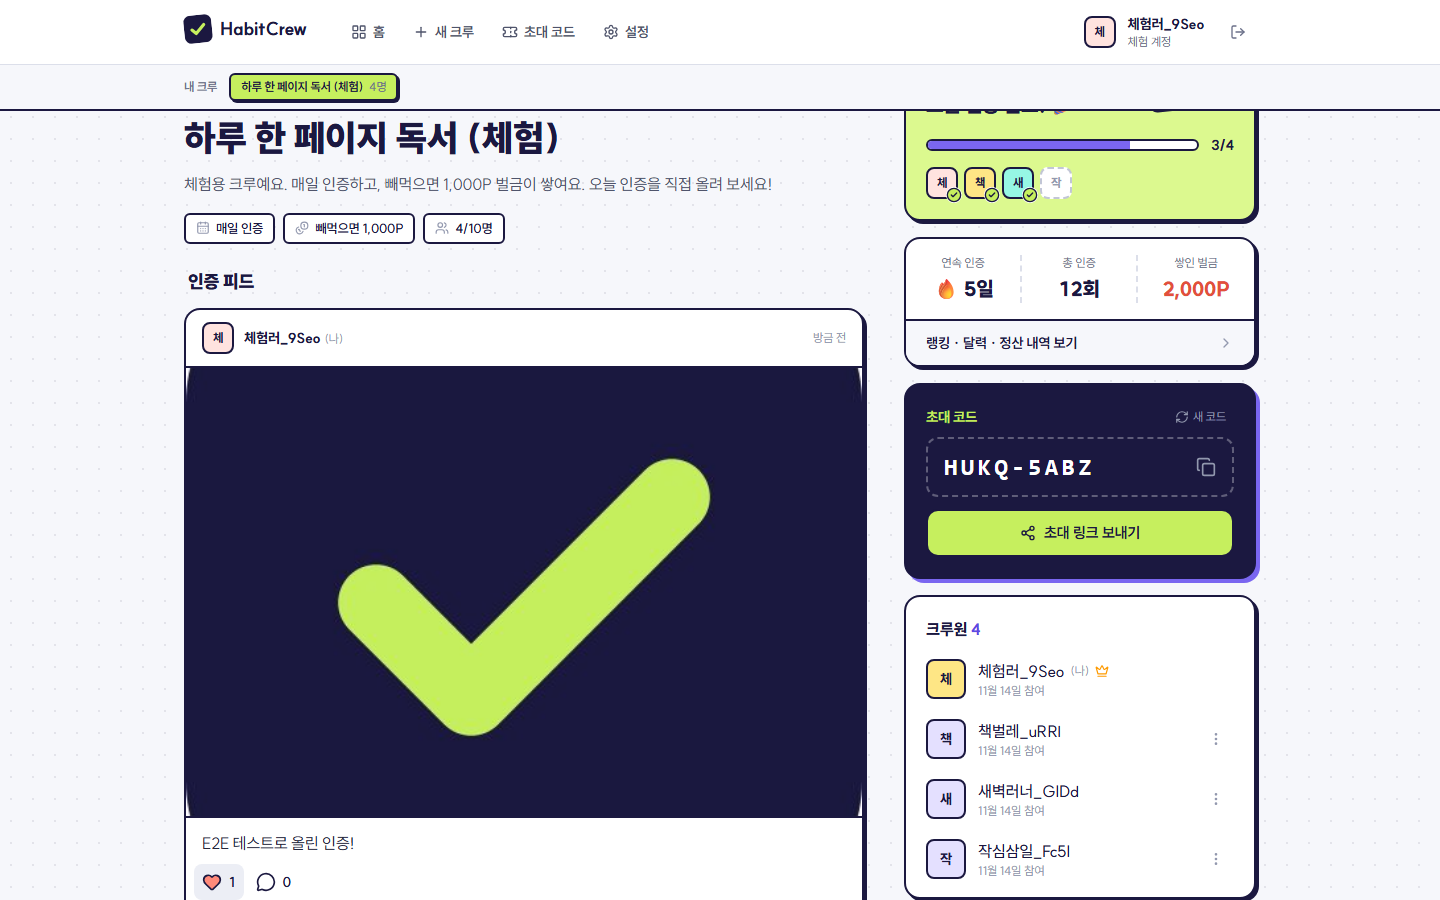 HabitCrew
홈
새 크루
초대 코드
설정
체
체험러_9Seo
체험 계정
내 크루
하루 한 페이지 독서 (체험) 4명
하루 한 페이지 독서 (체험)
체험용 크루예요. 매일 인증하고, 빼먹으면 1,000P 벌금이 쌓여요. 오늘 인증을 직접 올려 보세요!
매일 인증
빼먹으면 1,000P
4/10명
인증 피드
체
체험러_9Seo (나)
방금 전
E2E 테스트로 올린 인증!
1
0
3/4
체
책
새
작
연속 인증
5일
총 인증
12회
쌓인 벌금
2,000P
랭킹 · 달력 · 정산 내역 보기
초대 코드
새 코드
HUKQ-5ABZ
초대 링크 보내기
크루원 4
체
체험러_9Seo (나)
11월 14일 참여
책
책벌레_uRRI
11월 14일 참여
새
새벽러너_GIDd
11월 14일 참여
작
작심삼일_Fc5I
11월 14일 참여